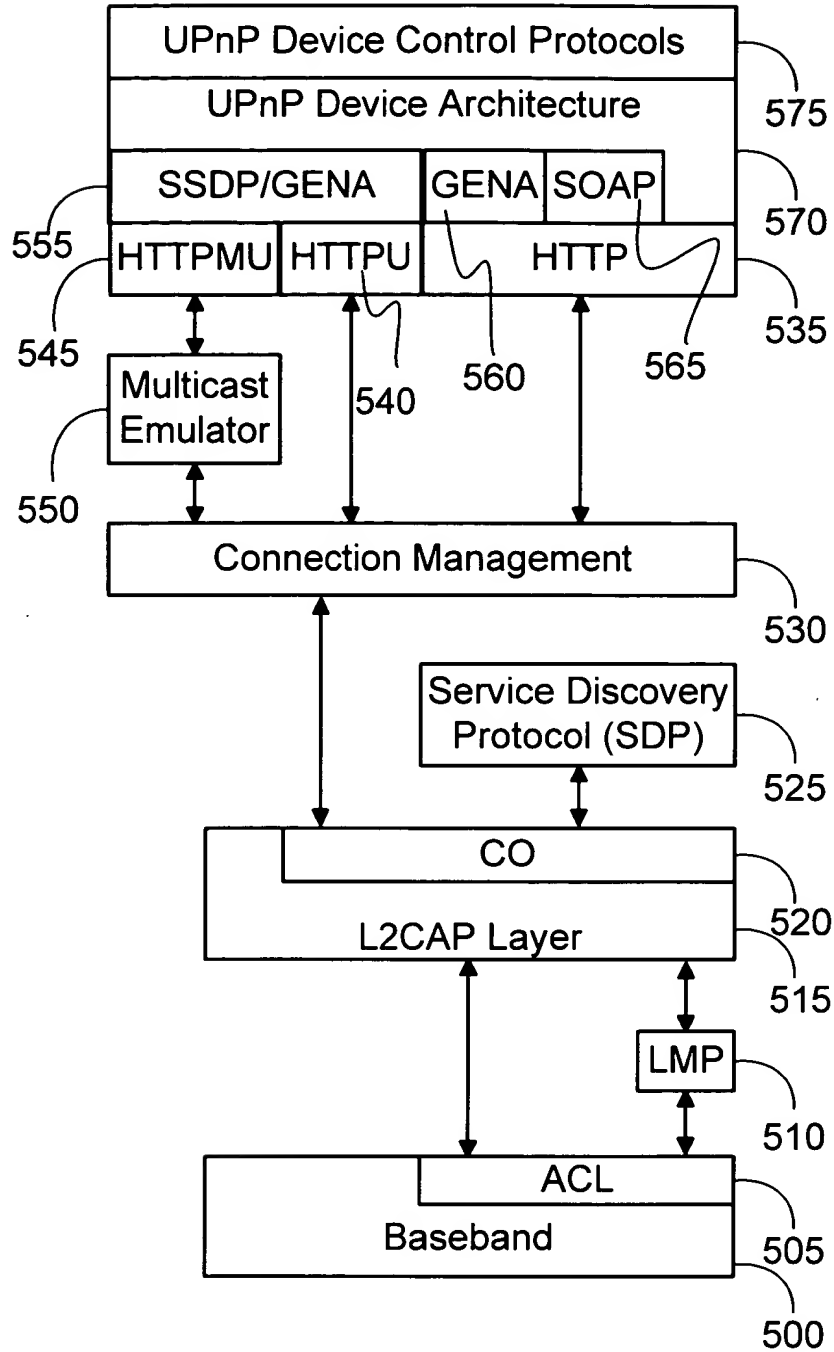 UPnP Device Control Protocols
575
UPnP Device Architecture
570
SSDP/GENA
GENA
SOAP
555
HTTPMU
HTTPU
HTTP
535
545
540
560
565
Multicast
Emulator
550
Connection Management
530
Service Discovery
Protocol (SDP)
525
CO
520
L2CAP Layer
515
LMP
510
ACL
505
Baseband
500